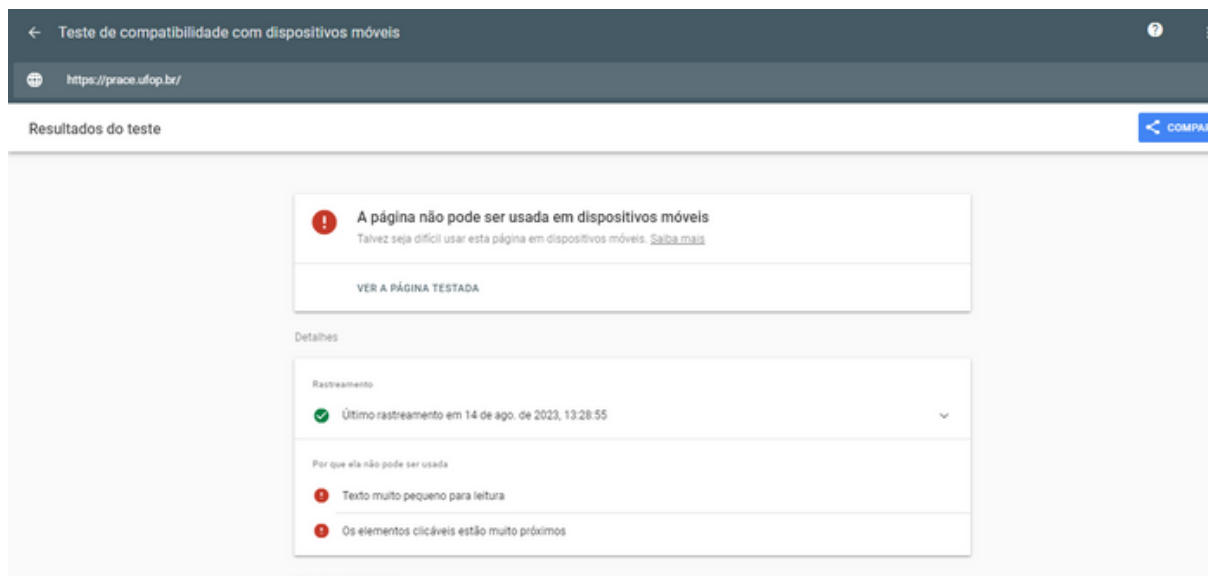 Teste de compatibilidade com dispositivos móveis
https://prace.ufop.br/
Resultados do teste
COMPAR
A página não pode ser usada em dispositivos móveis
Talvez seja difícil usar esta página em dispositivos móveis. Saiba mais
VER A PÁGINA TESTADA
Detalhes
Rastreamento
Último rastreamento em 14 de ago. de 2023, 13:28:55
Por que ela não pode ser usada
Texto muito pequeno para leitura
Os elementos clicáveis estão muito próximos